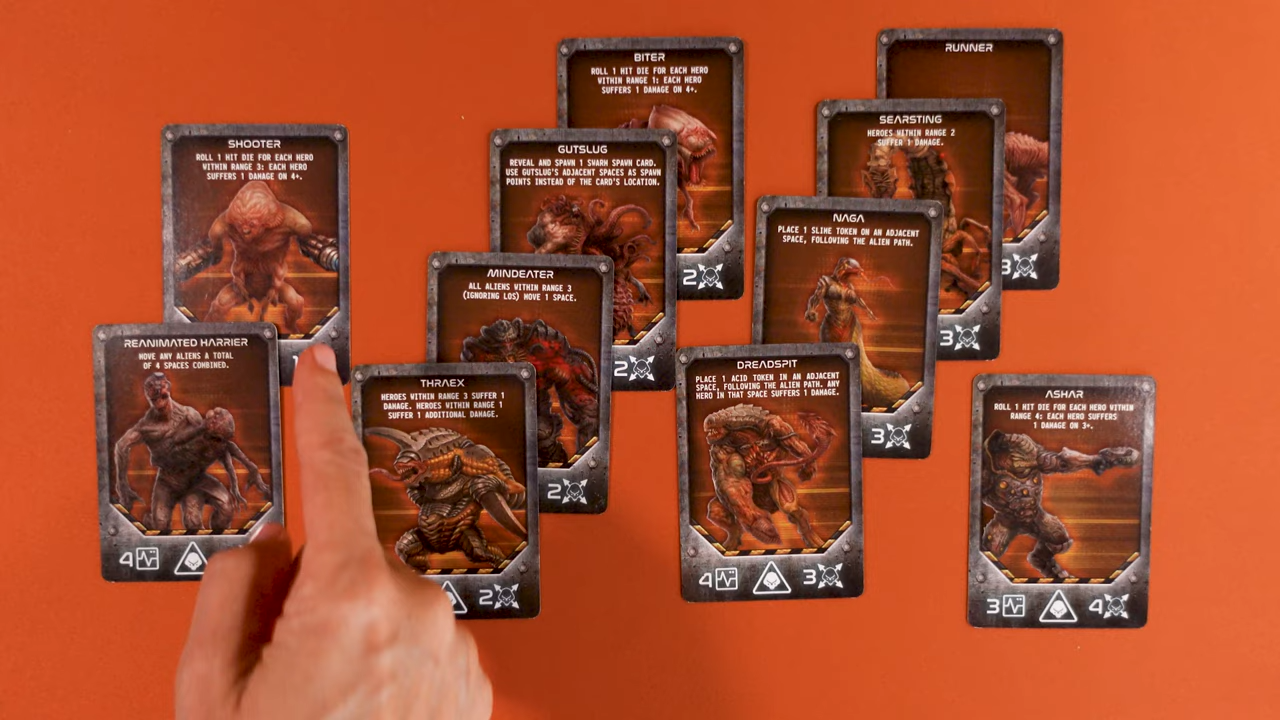 SHOOTER
ROLL 1 HIT DIE FOR EACH HERO
WITHIN RANGE 3: EACH HERO
SUFFERS 1 DAMAGE ON 4+.
REANIMATED HARRIER
MOVE ANY ALIENS A TOTAL
OF 4 SPACES COMBINED.
4
BITER
ROLL 1 HIT DIE FOR EACH HERO
WITHIN RANGE 1: EACH HERO
SUFFERS 1 DAMAGE ON 4+.
2
GUTSLUG
REVEAL AND SPAWN 1 SWARM SPAWN CARD.
USE GUTSLUG'S ADJACENT SPACES AS SPAWN
POINTS INSTEAD OF THE CARD'S LOCATION.
2
MINDEATER
ALL ALIENS WITHIN RANGE 3
(IGNORING LOS) MOVE 1 SPACE.
2
THRAEX
HEROES WITHIN RANGE 3 SUFFER 1
DAMAGE. HEROES WITHIN RANGE 1
SUFFER 1 ADDITIONAL DAMAGE.
2
RUNNER
3
SEARSTING
HEROES WITHIN RANGE 2
SUFFER 1 DAMAGE.
3
NAGA
PLACE 1 SLIME TOKEN ON AN ADJACENT
SPACE, FOLLOWING THE ALIEN PATH.
3
DREADSPIT
PLACE 1 ACID TOKEN IN AN ADJACENT
SPACE, FOLLOWING THE ALIEN PATH. ANY
HERO IN THAT SPACE SUFFERS 1 DAMAGE.
4 3
ASHAR
ROLL 1 HIT DIE FOR EACH HERO WITHIN
RANGE 4: EACH HERO SUFFERS
1 DAMAGE ON 3+.
3 4